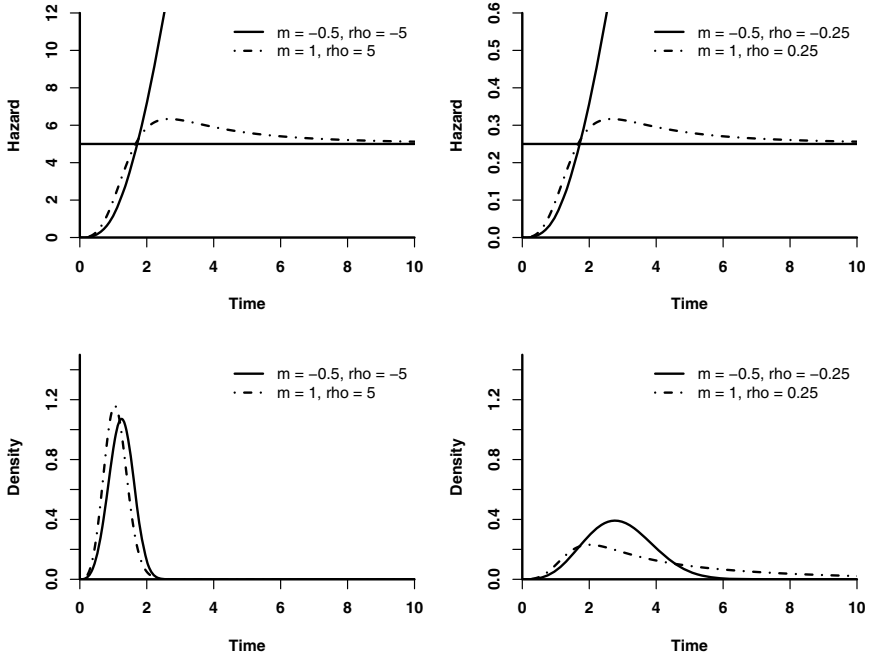 Hazard
12
10
8
6
4
2
0
m = −0.5, rho = −5
m = 1, rho = 5
0 2 4 6 8 10
Time
Hazard
0.6
0.5
0.4
0.3
0.2
0.1
0.0
m = −0.5, rho = −0.25
m = 1, rho = 0.25
0 2 4 6 8 10
Time
Density
1.2
0.8
0.4
0.0
m = −0.5, rho = −5
m = 1, rho = 5
0 2 4 6 8 10
Time
Density
1.2
0.8
0.4
0.0
m = −0.5, rho = −0.25
m = 1, rho = 0.25
0 2 4 6 8 10
Time